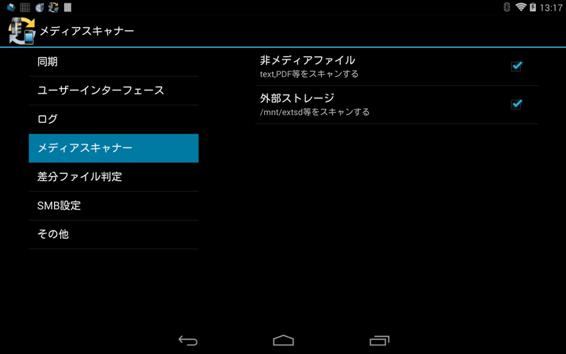 13:17
メディアスキャナー
同期
ユーザーインターフェース
ログ
メディアスキャナー
差分ファイル判定
SMB設定
その他
非メディアファイル
text,PDF等をスキャンする
外部ストレージ
/mnt/extsd等をスキャンする